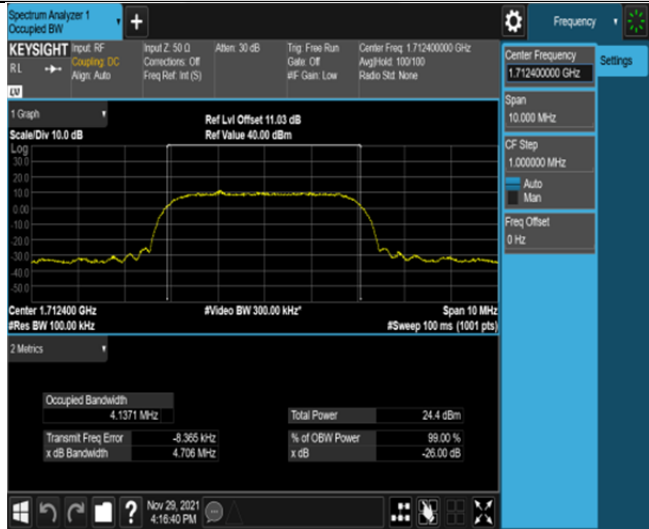 Spectrum Analyzer 1
Occupied BW
+
Frequency
KEYSIGHT
RL
LV
Input: RF
Coupling: DC
Align: Auto
Input Z: 50 Ω
Corrections: Off
Freq Ref: Int (S)
Atten: 30 dB
Trig: Free Run
Gate: Off
#IF Gain: Low
Center Freq: 1.712400000 GHz
Avg|Hold: 100/100
Radio Std: None
Center Frequency
1.712400000 GHz
Settings
Span
10.000 MHz
CF Step
1.000000 MHz
Auto
Man
Freq Offset
0 Hz
1 Graph
Scale/Div 10.0 dB
Ref Lvl Offset 11.03 dB
Ref Value 40.00 dBm
Log
30.0
20.0
10.0
0.00
-10.0
-20.0
-30.0
-40.0
-50.0
Center 1.712400 GHz
#Res BW 100.00 kHz
#Video BW 300.00 kHz*
Span 10 MHz
#Sweep 100 ms (1001 pts)
2 Metrics
Occupied Bandwidth
4.1371 MHz
Total Power 24.4 dBm
Transmit Freq Error -8.365 kHz
% of OBW Power 99.00 %
x dB Bandwidth 4.706 MHz
x dB -26.00 dB
?
Nov 29, 2021
4:16:40 PM